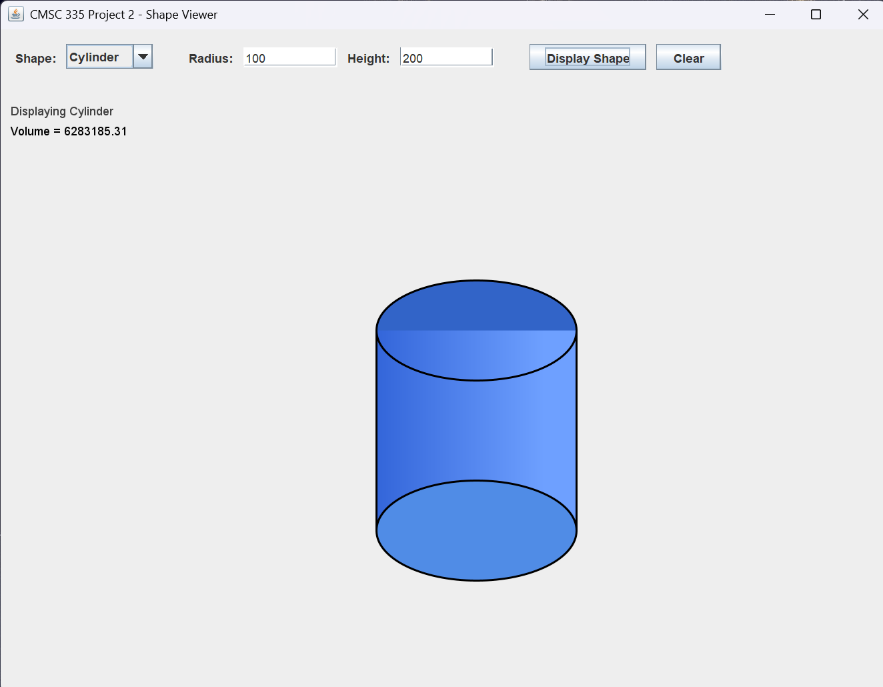 CMSC 335 Project 2 - Shape Viewer
Shape: Cylinder Radius: 100 Height: 200 Display Shape Clear
Displaying Cylinder
Volume = 6283185.31